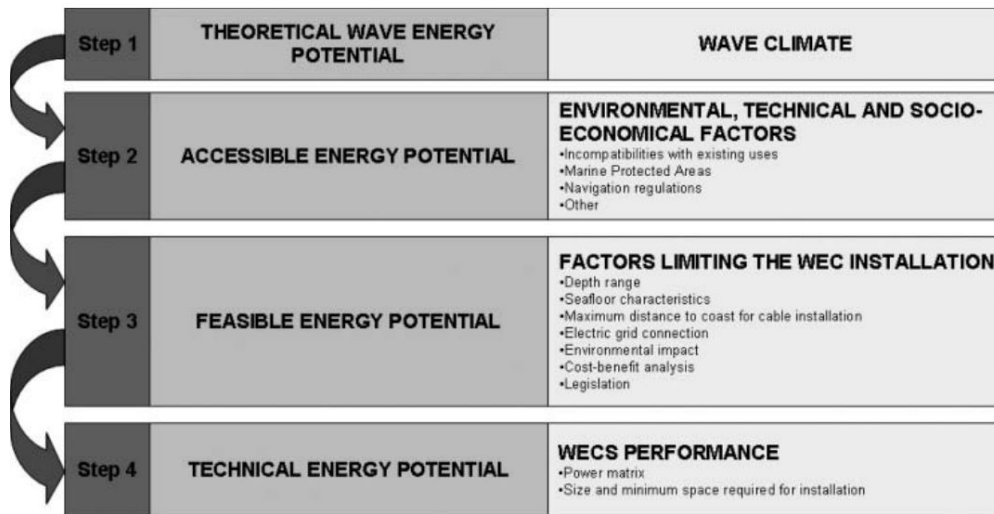 Step 1
THEORETICAL WAVE ENERGY
POTENTIAL
WAVE CLIMATE
Step 2
ACCESSIBLE ENERGY POTENTIAL
ENVIRONMENTAL, TECHNICAL AND SOCIO-
ECONOMICAL FACTORS
•Incompatibilities with existing uses
•Marine Protected Areas
•Navigation regulations
•Other
Step 3
FEASIBLE ENERGY POTENTIAL
FACTORS LIMITING THE WEC INSTALLATION
•Depth range
•Seafloor characteristics
•Maximum distance to coast for cable installation
•Electric grid connection
•Environmental impact
•Cost-benefit analysis
•Legislation
Step 4
TECHNICAL ENERGY POTENTIAL
WECS PERFORMANCE
•Power matrix
•Size and minimum space required for installation